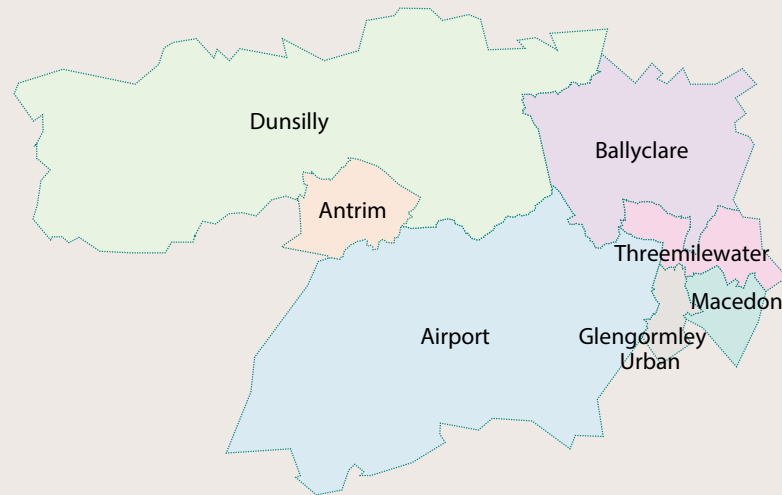 Dunsilly
Ballyclare
Antrim
Threemilewater
Macedon
Airport
Glengormley
Urban